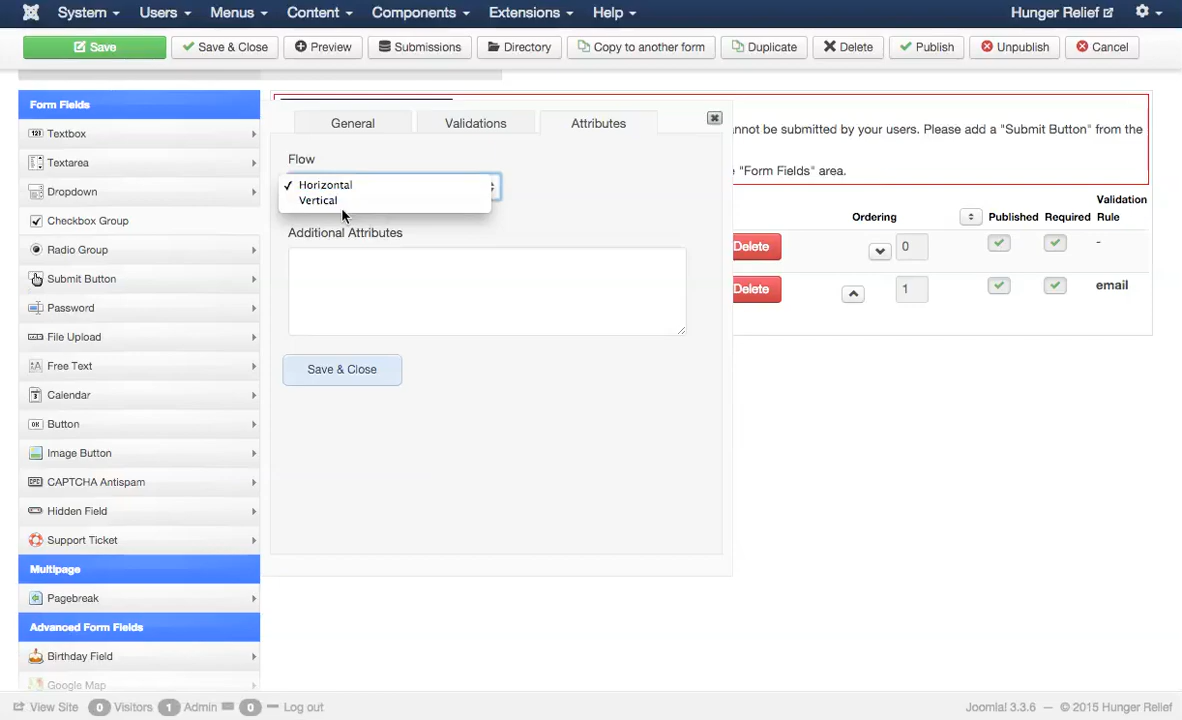 System Users Menus Content Components Extensions Help Hunger Relief
Save Save & Close Preview Submissions Directory Copy to another form Duplicate Delete Publish Unpublish Cancel
Form Fields
Textbox
Textarea
Dropdown
Checkbox Group
Radio Group
Submit Button
Password
File Upload
Free Text
Calendar
OK Button
Image Button
CAPTCHA Antispam
Hidden Field
Support Ticket
Multipage
Pagebreak
Advanced Form Fields
Birthday Field
Google Map
General Validations Attributes
Flow
✓ Horizontal
Vertical
Additional Attributes
Save & Close
annot be submitted by your users. Please add a "Submit Button" from the
e "Form Fields" area.
Ordering Published Required Validation
Rule
Delete 0 -
Delete 1 email
View Site 0 Visitors 1 Admin 0 Log out
Joomla! 3.3.6 — © 2015 Hunger Relief